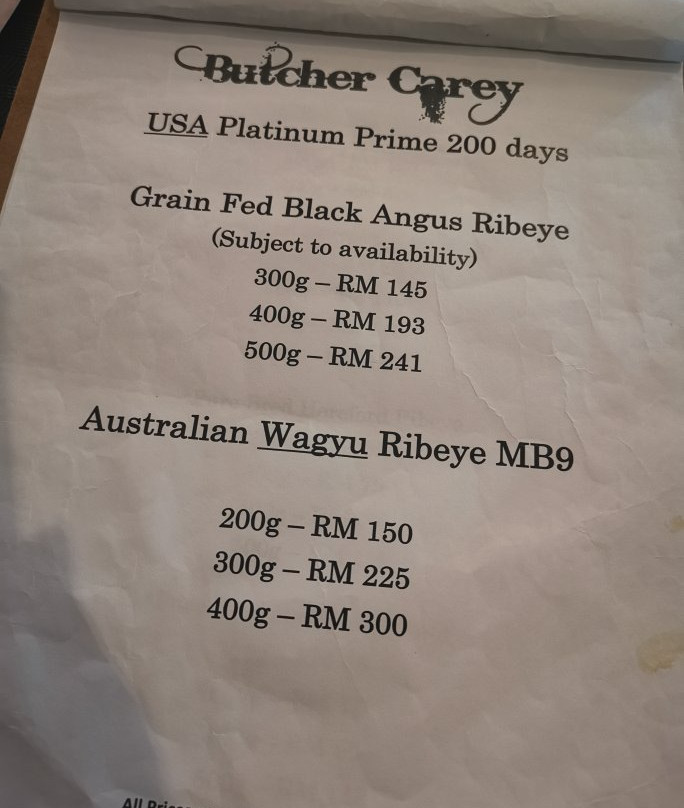 Butcher Carey
USA Platinum Prime 200 days
Grain Fed Black Angus Ribeye
(Subject to availability)
300g – RM 145
400g – RM 193
500g – RM 241
Australian Wagyu Ribeye MB9
200g – RM 150
300g – RM 225
400g – RM 300
All